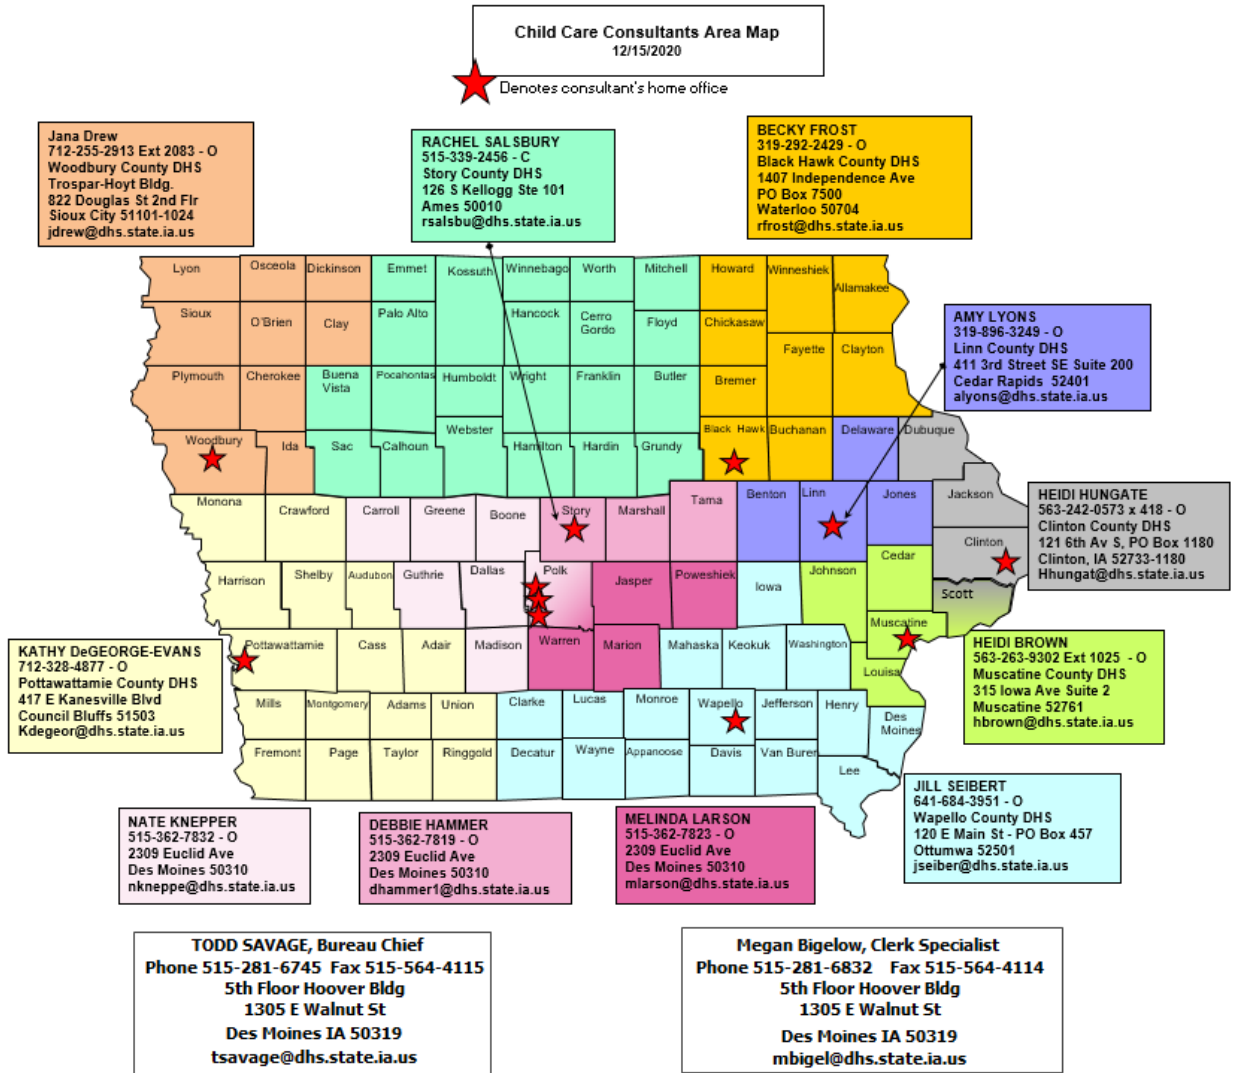 Child Care Consultants Area Map
12/15/2020
Denotes consultant's home office
Jana Drew
712-255-2913 Ext 2083 - O
Woodbury County DHS
Trospar-Hoyt Bldg.
822 Douglas St 2nd Flr
Sioux City 51101-1024
jdrew@dhs.state.ia.us
RACHEL SALSBURY
515-339-2456 - C
Story County DHS
126 S Kellogg Ste 101
Ames 50010
rsalsbu@dhs.state.ia.us
BECKY FROST
319-292-2429 - O
Black Hawk County DHS
1407 Independence Ave
PO Box 7500
Waterloo 50704
rfrost@dhs.state.ia.us
AMY LYONS
319-896-3249 - O
Linn County DHS
411 3rd Street SE Suite 200
Cedar Rapids 52401
alyons@dhs.state.ia.us
Lyon Osceola Dickinson Emmet Kossuth Winnebago Worth Mitchell Howard Winneshiek Allamakee
Sioux O'Brien Clay Palo Alto Hancock Cerro Gordo Floyd Chickasaw
Fayette Clayton
Plymouth Cherokee Buena Vista Pocahontas Humboldt Wright Franklin Butler Bremer
Woodbury Ida Sac Calhoun Webster Hamilton Hardin Grundy Black Hawk Buchanan Delaware Dubuque
Monona Crawford Carroll Greene Boone Story Marshall Tama Benton Linn Jones Jackson
Clinton
Harrison Shelby Audubon Guthrie Dallas Polk Jasper Poweshiek Iowa Johnson Cedar Scott
Muscatine
Pottawattamie Cass Adair Madison Warren Marion Mahaska Keokuk Washington Louisa
Mills Montgomery Adams Union Clarke Lucas Monroe Wapello Jefferson Henry Des Moines
Fremont Page Taylor Ringgold Decatur Wayne Appanoose Davis Van Buren Lee
HEIDI HUNGATE
563-242-0573 x 418 - O
Clinton County DHS
121 6th Av S, PO Box 1180
Clinton, IA 52733-1180
Hhungat@dhs.state.ia.us
KATHY DeGEORGE-EVANS
712-328-4877 - O
Pottawattamie County DHS
417 E Kanesville Blvd
Council Bluffs 51503
Kdegeor@dhs.state.ia.us
HEIDI BROWN
563-263-9302 Ext 1025 - O
Muscatine County DHS
315 Iowa Ave Suite 2
Muscatine 52761
hbrown@dhs.state.ia.us
JILL SEIBERT
641-684-3951 - O
Wapello County DHS
120 E Main St - PO Box 457
Ottumwa 52501
jseiber@dhs.state.ia.us
NATE KNEPPER
515-362-7832 - O
2309 Euclid Ave
Des Moines 50310
nkneppe@dhs.state.ia.us
DEBBIE HAMMER
515-362-7819 - O
2309 Euclid Ave
Des Moines 50310
dhammer1@dhs.state.ia.us
MELINDA LARSON
515-362-7823 - O
2309 Euclid Ave
Des Moines 50310
mlarson@dhs.state.ia.us
TODD SAVAGE, Bureau Chief
Phone 515-281-6745 Fax 515-564-4115
5th Floor Hoover Bldg
1305 E Walnut St
Des Moines IA 50319
tsavage@dhs.state.ia.us
Megan Bigelow, Clerk Specialist
Phone 515-281-6832 Fax 515-564-4114
5th Floor Hoover Bldg
1305 E Walnut St
Des Moines IA 50319
mbigel@dhs.state.ia.us